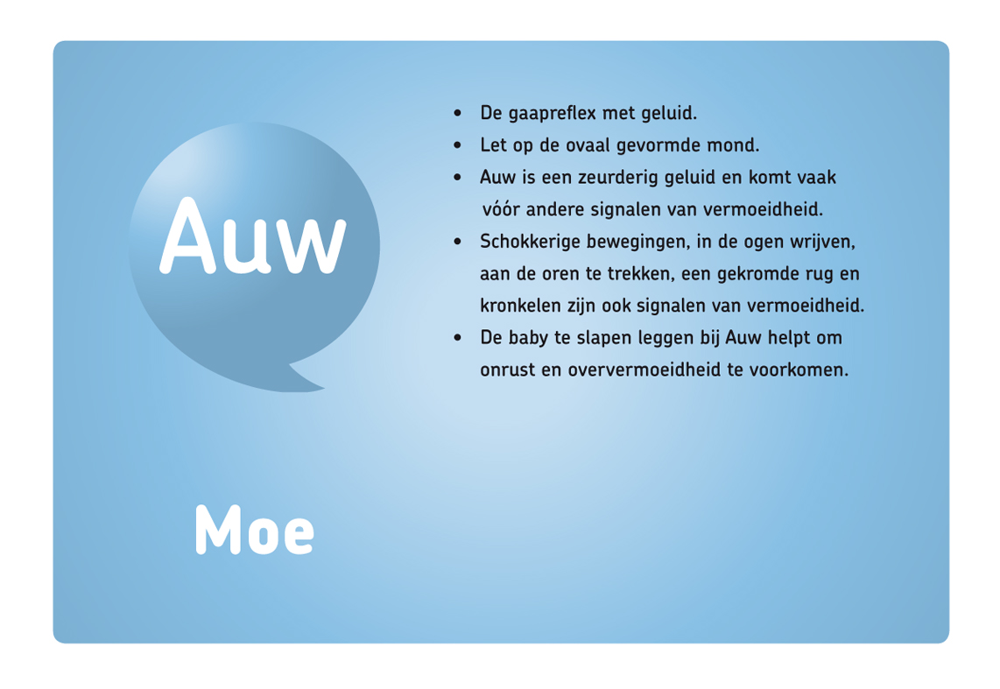 Auw
Moe
• De gaapreflex met geluid.
• Let op de ovaal gevormde mond.
• Auw is een zeurderig geluid en komt vaak
vóór andere signalen van vermoeidheid.
• Schokkerige bewegingen, in de ogen wrijven,
aan de oren te trekken, een gekromde rug en
kronkelen zijn ook signalen van vermoeidheid.
• De baby te slapen leggen bij Auw helpt om
onrust en oververmoeidheid te voorkomen.